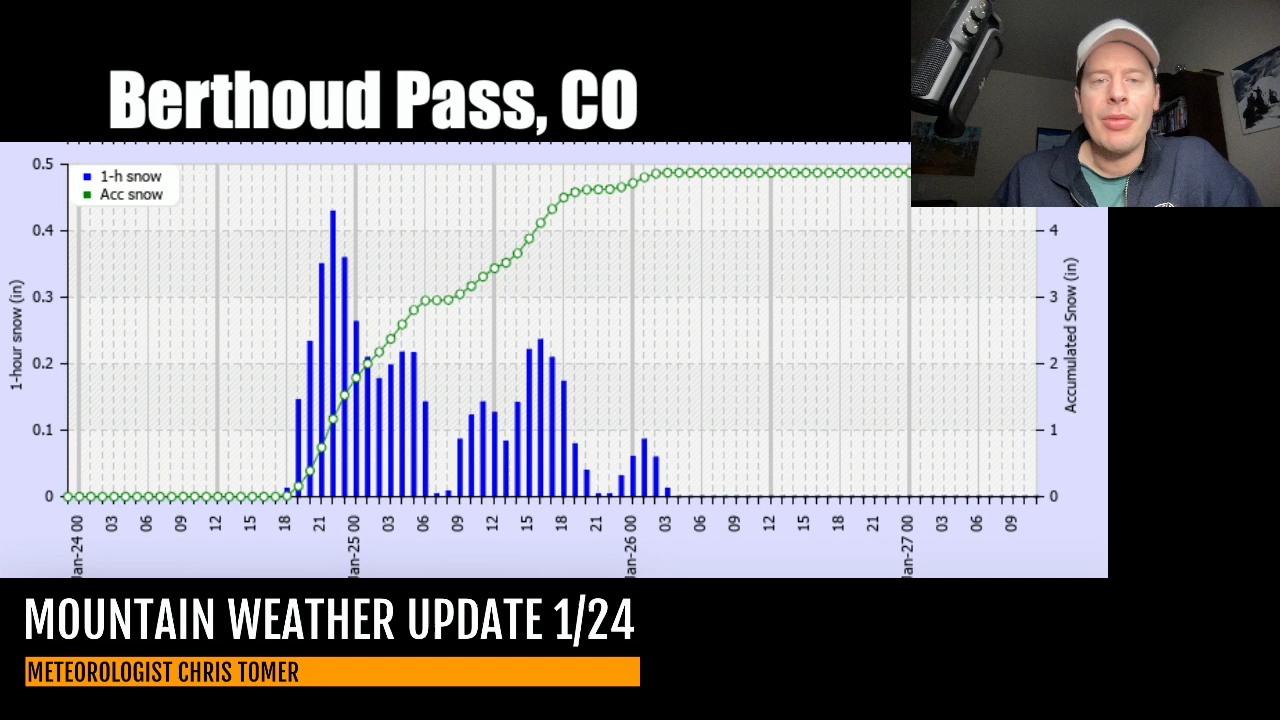 Berthoud Pass, CO
0.5
0.4
0.3
0.2
0.1
0
1-hour snow (in)
1-h snow
Acc snow
4
3
2
1
0
Accumulated Snow (in)
Jan-24 00 03 06 09 12 15 18 21 Jan-25 00 03 06 09 12 15 18 21 Jan-26 00 03 06 09 12 15 18 21 Jan-27 00 03 06 09
MOUNTAIN WEATHER UPDATE 1/24
METEOROLOGIST CHRIS TOMER